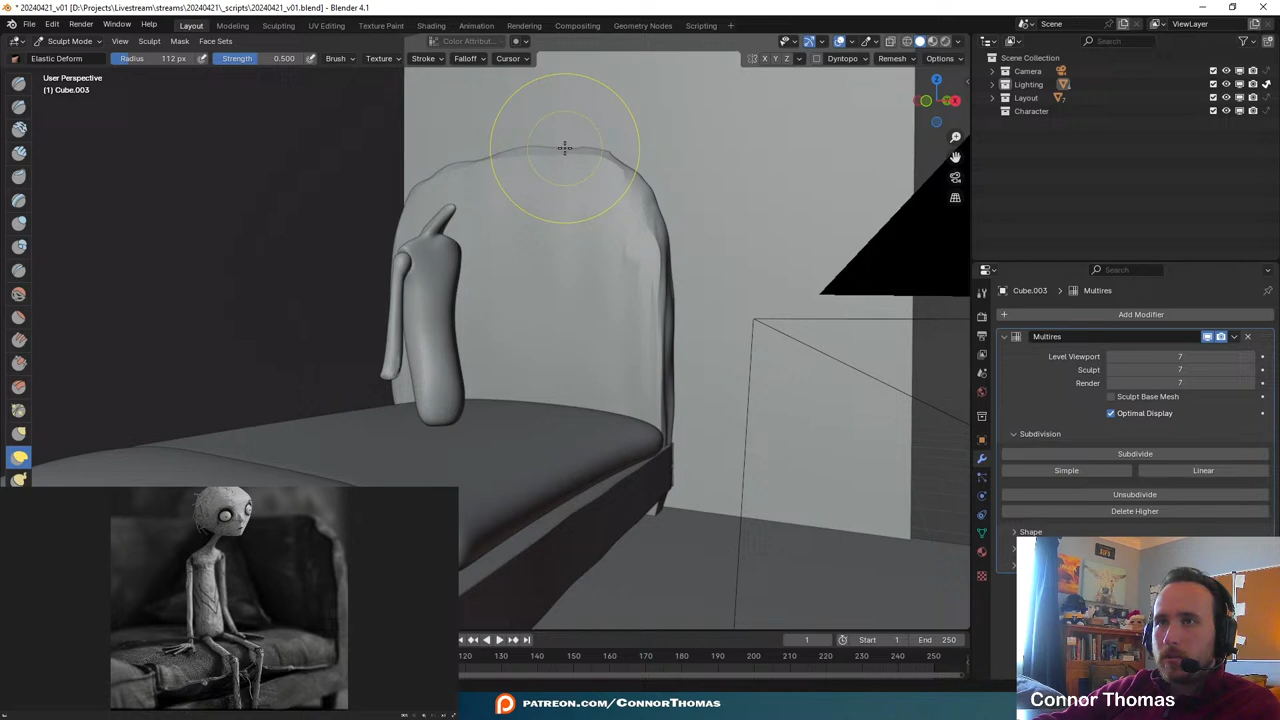 * 20240421_v01 [D:\Projects\Livestream\streams\20240421\_scripts\20240421_v01.blend] - Blender 4.1
File Edit Render Window Help Layout Modeling Sculpting UV Editing Texture Paint Shading Animation Rendering Compositing Geometry Nodes Scripting Scene ViewLayer
Sculpt Mode View Sculpt Mask Face Sets Color Attribut... Search
Elastic Deform Radius 112 px Strength 0.500 Brush Texture Stroke Falloff Cursor X Y Z Dyntopo Remesh Options
Scene Collection
Camera
Lighting
Layout
Character
User Perspective
(1) Cube.003
Z
X
Search
Cube.003 Multires
Add Modifier
Multires
Level Viewport 7
Sculpt 7
Render 7
Sculpt Base Mesh
Optimal Display
Subdivision
Subdivide
Simple Linear
Unsubdivide
Delete Higher
Shape
1 Start 1 End 250
120 130 140 150 160 170 180 190 200 210 220 230 240 250
PATREON.COM/CONNORTHOMAS
Connor Thomas